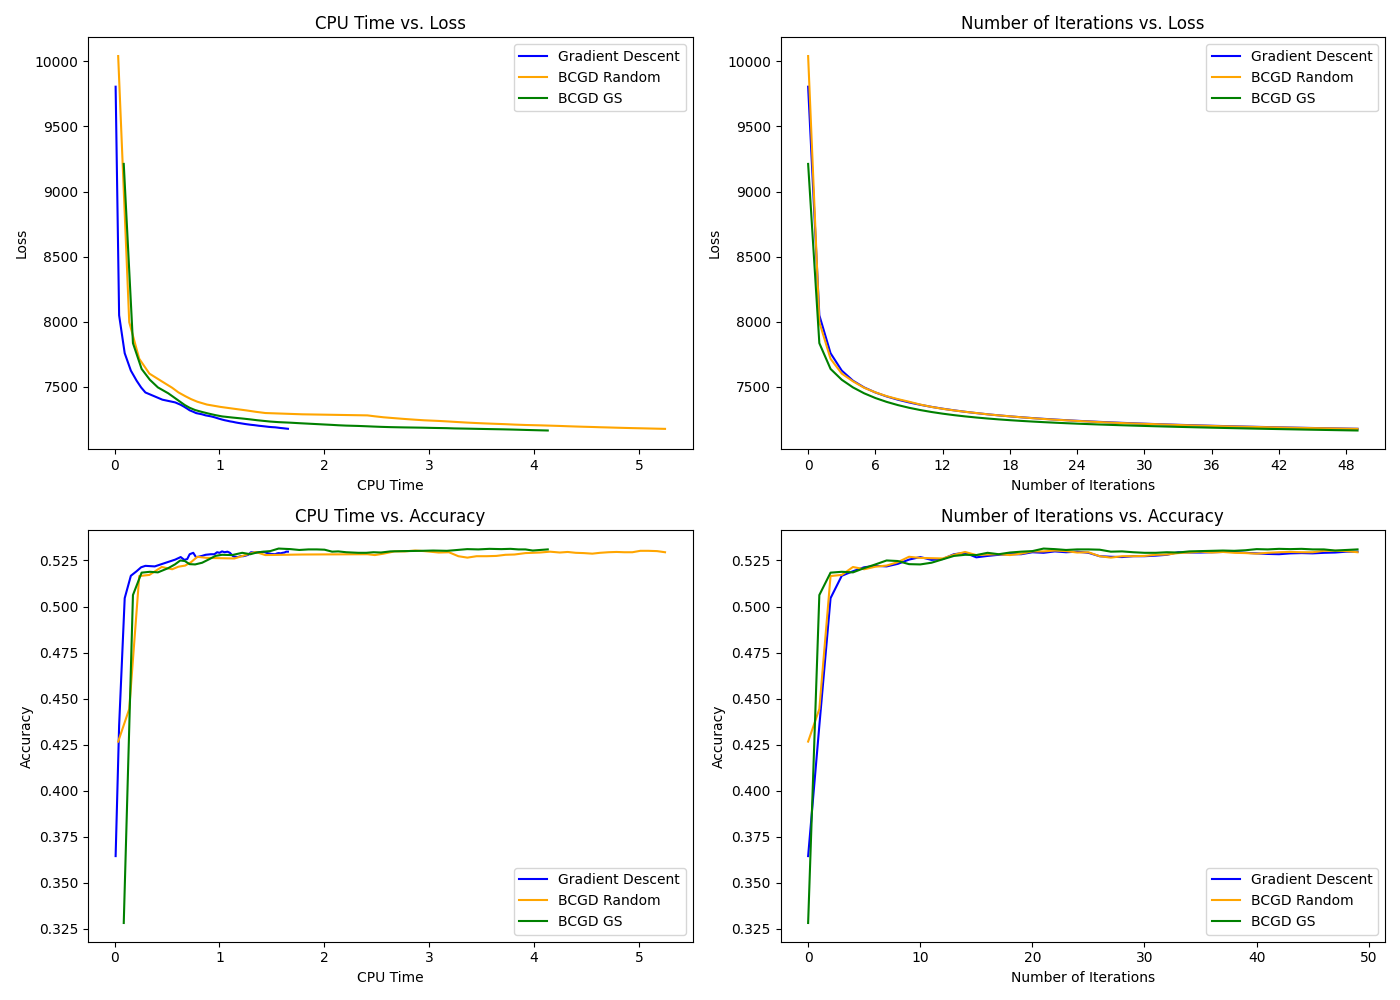 CPU Time vs. Loss
Loss
10000
9500
9000
8500
8000
7500
0 1 2 3 4 5
CPU Time
Gradient Descent
BCGD Random
BCGD GS
Number of Iterations vs. Loss
Loss
10000
9500
9000
8500
8000
7500
0 6 12 18 24 30 36 42 48
Number of Iterations
Gradient Descent
BCGD Random
BCGD GS
CPU Time vs. Accuracy
Accuracy
0.525
0.500
0.475
0.450
0.425
0.400
0.375
0.350
0.325
0 1 2 3 4 5
CPU Time
Gradient Descent
BCGD Random
BCGD GS
Number of Iterations vs. Accuracy
Accuracy
0.525
0.500
0.475
0.450
0.425
0.400
0.375
0.350
0.325
0 10 20 30 40 50
Number of Iterations
Gradient Descent
BCGD Random
BCGD GS